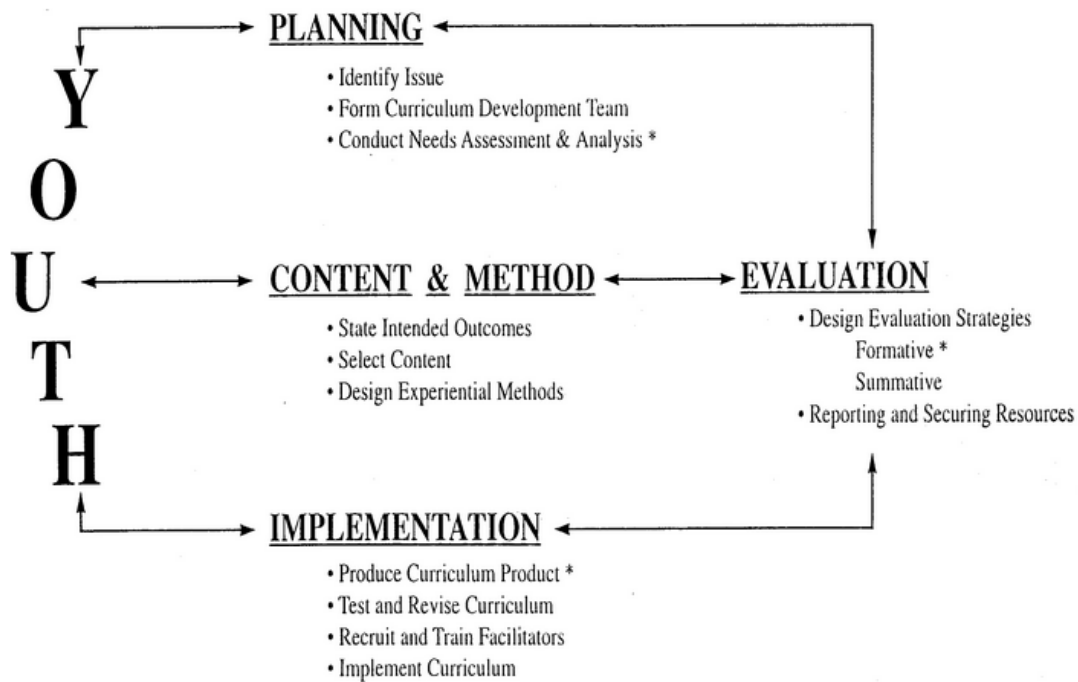 YOUTH
PLANNING
• Identify Issue
• Form Curriculum Development Team
• Conduct Needs Assessment & Analysis *
CONTENT & METHOD
• State Intended Outcomes
• Select Content
• Design Experiential Methods
EVALUATION
• Design Evaluation Strategies
Formative *
Summative
• Reporting and Securing Resources
IMPLEMENTATION
• Produce Curriculum Product *
• Test and Revise Curriculum
• Recruit and Train Facilitators
• Implement Curriculum